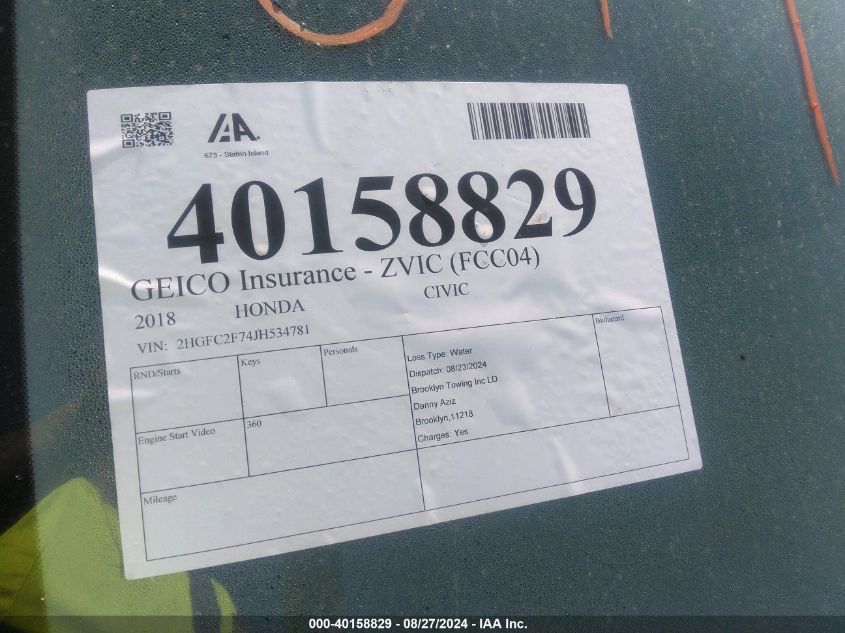 IAA
673 - Staten Island
40158829
GEICO Insurance - ZVIC (FCC04)
2018 HONDA CIVIC
VIN: 2HGFC2F74JH534781
RND/Starts
Keys
Personals
Loss Type: Water
Dispatch: 08/23/2024
Brooklyn Towing Inc LD
Danny Aziz
Brooklyn,11218
Charges: Yes
Biohazard
Engine Start Video
360
Mileage
000-40158829 - 08/27/2024 - IAA Inc.